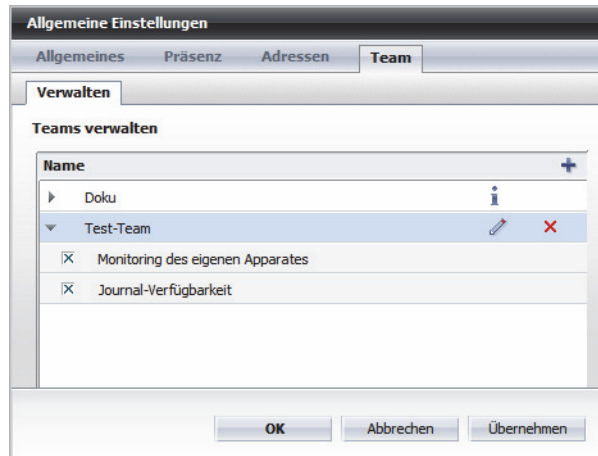 Allgemeine Einstellungen
Allgemeines Präsenz Adressen Team
Verwalten
Teams verwalten
Name
Doku
Test-Team
Monitoring des eigenen Apparates
Journal-Verfügbarkeit
OK Abbrechen Übernehmen